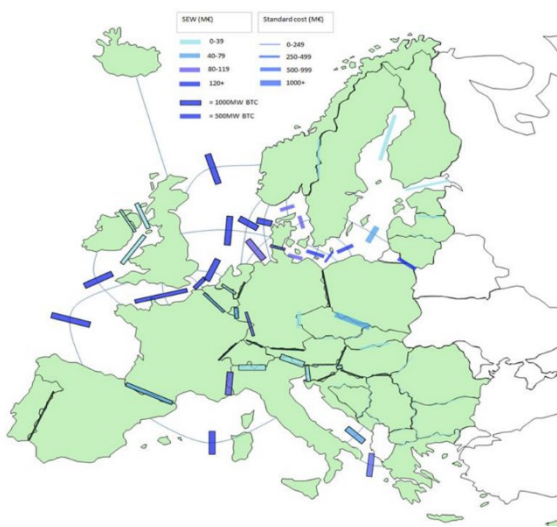 SEW (M€)
Standard cost (M€)
0-39
0-249
40-79
250-499
80-119
500-999
120+
1000+
= 1000MW BTC
= 500MW BTC